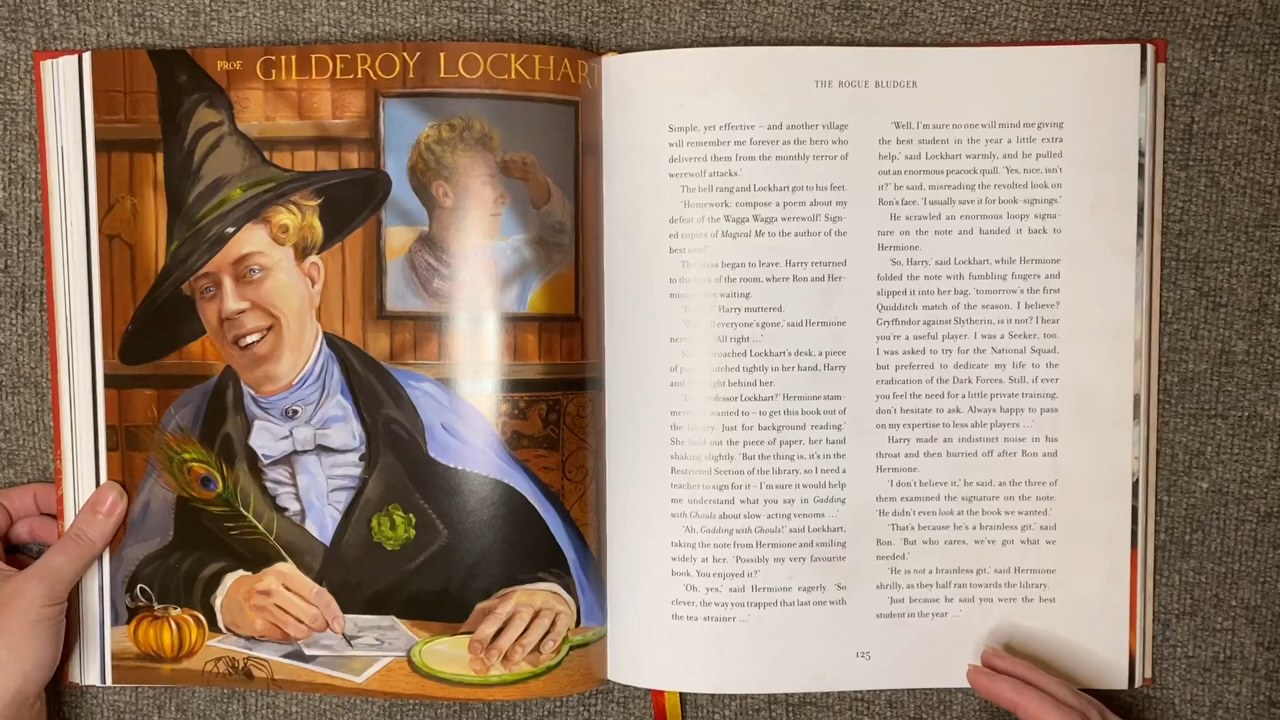 PROF. GILDEROY LOCKHART
THE ROGUE BLUDGER
Simple, yet effective – and another village
will remember me forever as the hero who
delivered them from the monthly terror of
werewolf attacks.'
The bell rang and Lockhart got to his feet.
'Homework: compose a poem about my
defeat of the Wagga Wagga werewolf! Sign-
ed copies of Magical Me to the author of the
best one!'
The class began to leave. Harry returned
to the back of the room, where Ron and Her-
mione were waiting.
Harry muttered.
everyone's gone,' said Hermione
'All right …'
roached Lockhart's desk, a piece
of clutched tightly in her hand, Harry
and right behind her.
Professor Lockhart?' Hermione stam-
wanted to – to get this book out of
the library. Just for background reading.'
She held out the piece of paper, her hand
shaking slightly. 'But the thing is, it's in the
Restricted Section of the library, so I need a
teacher to sign for it – I'm sure it would help
me understand what you say in Gadding
with Ghouls about slow-acting venoms …'
'Ah, Gadding with Ghouls!' said Lockhart,
taking the note from Hermione and smiling
widely at her. 'Possibly my very favourite
book. You enjoyed it?'
'Oh, yes,' said Hermione eagerly. 'So
clever, the way you trapped that last one with
the tea-strainer …'
'Well, I'm sure no one will mind me giving
the best student in the year a little extra
help,' said Lockhart warmly, and he pulled
out an enormous peacock quill. 'Yes, nice, isn't
it?' he said, misreading the revolted look on
Ron's face. 'I usually save it for book-signings.'
He scrawled an enormous loopy signa-
ture on the note and handed it back to
Hermione.
'So, Harry,' said Lockhart, while Hermione
folded the note with fumbling fingers and
slipped it into her bag, 'tomorrow's the first
Quidditch match of the season, I believe?
Gryffindor against Slytherin, is it not? I hear
you're a useful player. I was a Seeker, too.
I was asked to try for the National Squad,
but preferred to dedicate my life to the
eradication of the Dark Forces. Still, if ever
you feel the need for a little private training,
don't hesitate to ask. Always happy to pass
on my expertise to less able players …'
Harry made an indistinct noise in his
throat and then hurried off after Ron and
Hermione.
'I don't believe it,' he said, as the three of
them examined the signature on the note.
'He didn't even look at the book we wanted.'
'That's because he's a brainless git,' said
Ron. 'But who cares, we've got what we
needed.'
'He is not a brainless git,' said Hermione
shrilly, as they half ran towards the library.
'Just because he said you were the best
student in the year …'
125